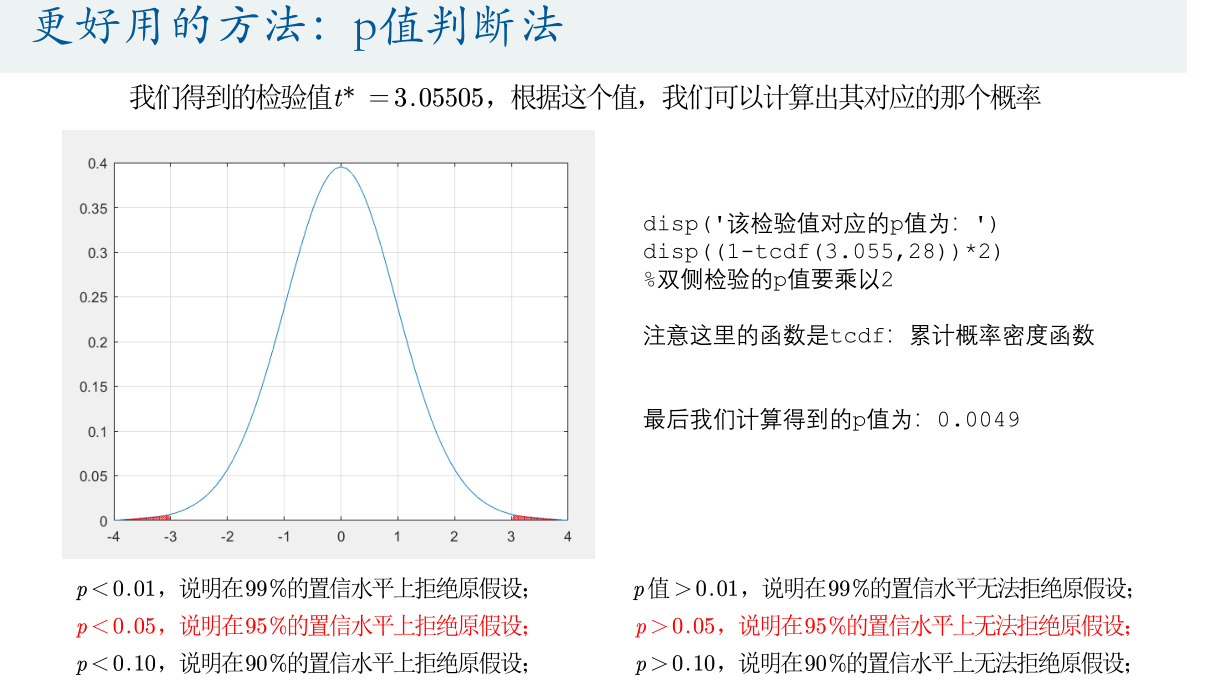 更好用的方法：p值判断法
我们得到的检验值t* =3.05505，根据这个值，我们可以计算出其对应的那个概率
0.4
0.35
0.3
0.25
0.2
0.15
0.1
0.05
0
-4 -3 -2 -1 0 1 2 3 4
disp('该检验值对应的p值为：')
disp((1-tcdf(3.055,28))*2)
%双侧检验的p值要乘以2
注意这里的函数是tcdf：累计概率密度函数
最后我们计算得到的p值为：0.0049
p<0.01，说明在99%的置信水平上拒绝原假设；
p<0.05，说明在95%的置信水平上拒绝原假设；
p<0.10，说明在90%的置信水平上拒绝原假设；
p值>0.01，说明在99%的置信水平无法拒绝原假设；
p>0.05，说明在95%的置信水平上无法拒绝原假设；
p>0.10，说明在90%的置信水平上无法拒绝原假设；